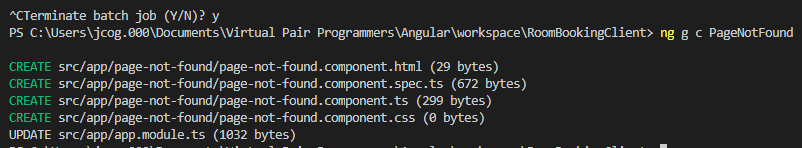 ^CTerminate batch job (Y/N)? y
PS C:\Users\jcog.000\Documents\Virtual Pair Programmers\Angular\workspace\RoomBookingClient> ng g c PageNotFound
CREATE src/app/page-not-found/page-not-found.component.html (29 bytes)
CREATE src/app/page-not-found/page-not-found.component.spec.ts (672 bytes)
CREATE src/app/page-not-found/page-not-found.component.ts (299 bytes)
CREATE src/app/page-not-found/page-not-found.component.css (0 bytes)
UPDATE src/app/app.module.ts (1032 bytes)